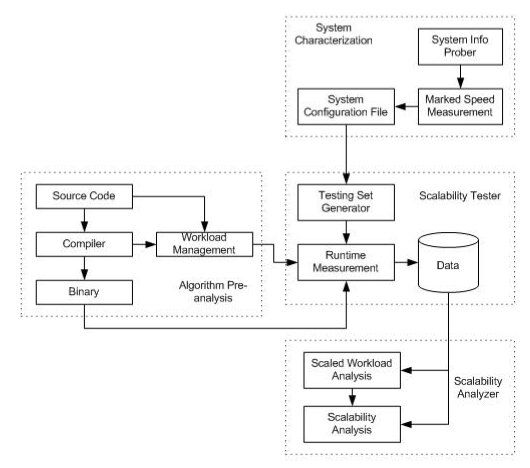 System
Characterization
System Info
Prober
System
Configuration File
Marked Speed
Measurement
Source Code
Compiler
Workload
Management
Binary
Algorithm Pre-
analysis
Testing Set
Generator
Scalability Tester
Runtime
Measurement
Data
Scaled Workload
Analysis
Scalability
Analyzer
Scalability
Analysis